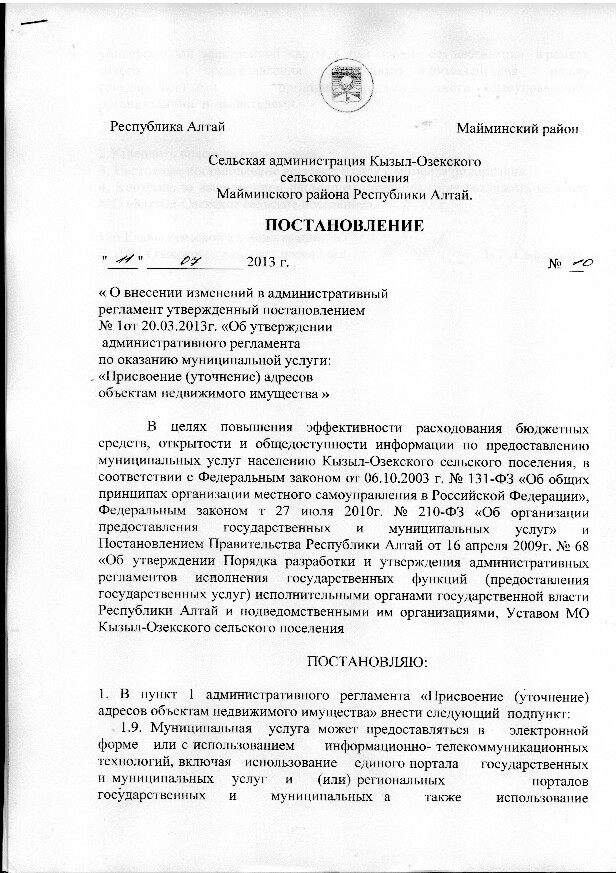 Республика Алтай Майминский район
Сельская администрация Кызыл-Озекского
сельского поселения
Майминского района Республики Алтай.
ПОСТАНОВЛЕНИЕ
" 11 " 07 2013 г. №
« О внесении изменений в административный
регламент утвержденный постановлением
№ 1от 20.03.2013г. «Об утверждении
административного регламента
по оказанию муниципальной услуги:
«Присвоение (уточнение) адресов
объектам недвижимого имущества »
В целях повышения эффективности расходования бюджетных
средств, открытости и общедоступности информации по предоставлению
муниципальных услуг населению Кызыл-Озекского сельского поселения, в
соответствии с Федеральным законом от 06.10.2003 г. № 131-ФЗ «Об общих
принципах организации местного самоуправления в Российской Федерации»,
Федеральным законом т 27 июля 2010г. № 210-ФЗ «Об организации
предоставления государственных и муниципальных услуг» и
Постановлением Правительства Республики Алтай от 16 апреля 2009г. № 68
«Об утверждении Порядка разработки и утверждения административных
регламентов исполнения государственных функций (предоставления
государственных услуг) исполнительными органами государственной власти
Республики Алтай и подведомственными им организациями, Уставом МО
Кызыл-Озекского сельского поселения
ПОСТАНОВЛЯЮ:
1. В пункт 1 административного регламента «Присвоение (уточнение)
адресов объектам недвижимого имущества» внести следующий подпункт:
1.9. Муниципальная услуга может предоставляться в электронной
форме или с использованием информационно- телекоммуникационных
технологий, включая использование единого портала государственных
и муниципальных услуг и (или) региональных порталов
государственных и муниципальных а также использование